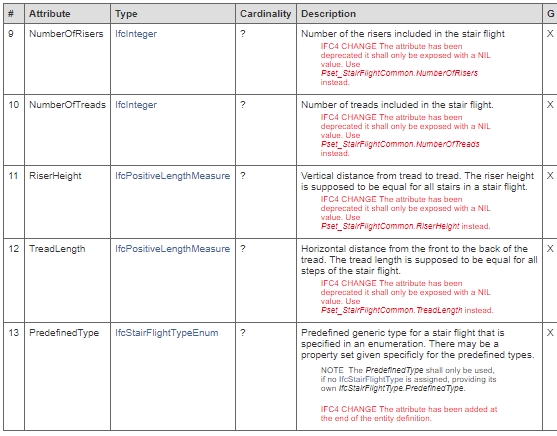 # Attribute Type Cardinality Description G
9 NumberOfRisers IfcInteger ? Number of the risers included in the stair flight X
IFC4 CHANGE The attribute has been
deprecated it shall only be exposed with a NIL
value. Use
Pset_StairFlightCommon.NumberOfRisers
instead.
10 NumberOfTreads IfcInteger ? Number of treads included in the stair flight. X
IFC4 CHANGE The attribute has been
deprecated it shall only be exposed with a NIL
value. Use
Pset_StairFlightCommon.NumberOfTreads
instead.
11 RiserHeight IfcPositiveLengthMeasure ? Vertical distance from tread to tread. The riser height X
is supposed to be equal for all stairs in a stair flight.
IFC4 CHANGE The attribute has been
deprecated it shall only be exposed with a NIL
value. Use
Pset_StairFlightCommon.RiserHeight instead.
12 TreadLength IfcPositiveLengthMeasure ? Horizontal distance from the front to the back of the X
tread. The tread length is supposed to be equal for all
steps of the stair flight.
IFC4 CHANGE The attribute has been
deprecated it shall only be exposed with a NIL
value. Use
Pset_StairFlightCommon.TreadLength instead.
13 PredefinedType IfcStairFlightTypeEnum ? Predefined generic type for a stair flight that is X
specified in an enumeration. There may be a
property set given specificly for the predefined types.
NOTE The PredefinedType shall only be used,
if no IfcStairFlightType is assigned, providing its
own IfcStairFlightType.PredefinedType.
IFC4 CHANGE The attribute has been added at
the end of the entity definition.